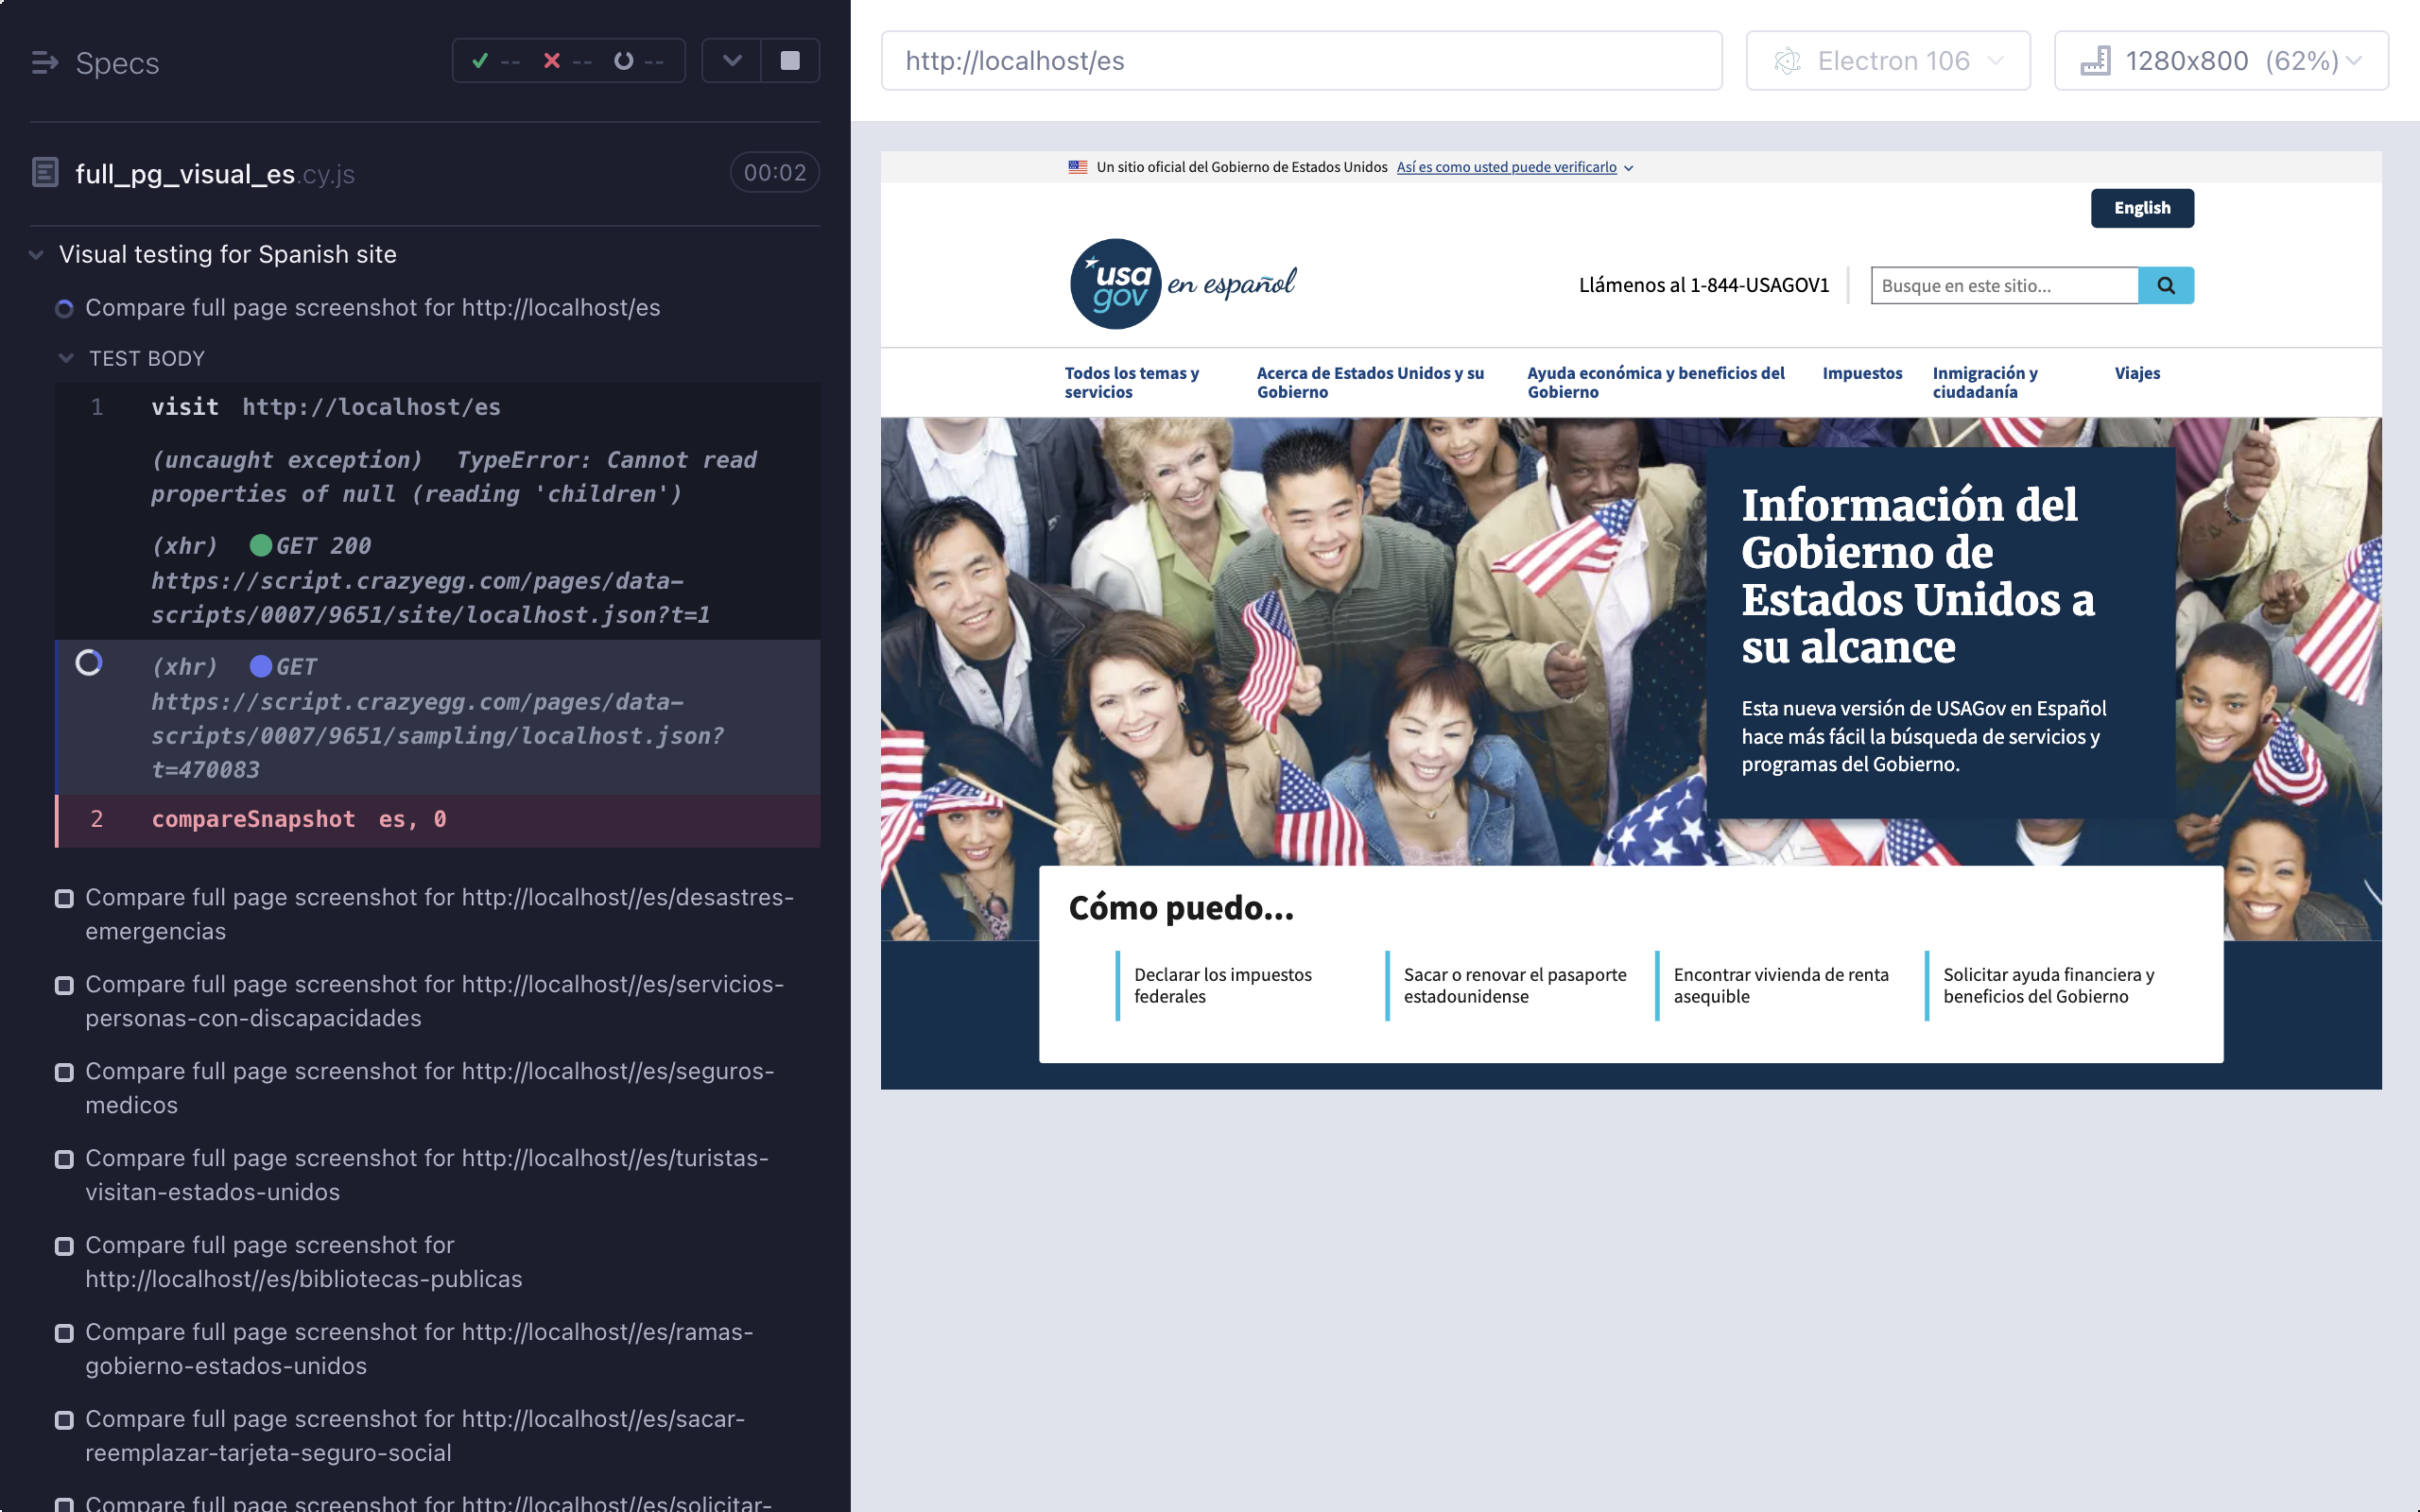 Specs
-- -- --
full_pg_visual_es.cy.js
00:02
Visual testing for Spanish site
Compare full page screenshot for http://localhost/es
TEST BODY
1 visit http://localhost/es
(uncaught exception) TypeError: Cannot read
properties of null (reading 'children')
(xhr) GET 200
https://script.crazyegg.com/pages/data-
scripts/0007/9651/site/localhost.json?t=1
(xhr) GET
https://script.crazyegg.com/pages/data-
scripts/0007/9651/sampling/localhost.json?
t=470083
2 compareSnapshot es, 0
Compare full page screenshot for http://localhost//es/desastres-
emergencias
Compare full page screenshot for http://localhost//es/servicios-
personas-con-discapacidades
Compare full page screenshot for http://localhost//es/seguros-
medicos
Compare full page screenshot for http://localhost//es/turistas-
visitan-estados-unidos
Compare full page screenshot for
http://localhost//es/bibliotecas-publicas
Compare full page screenshot for http://localhost//es/ramas-
gobierno-estados-unidos
Compare full page screenshot for http://localhost//es/sacar-
reemplazar-tarjeta-seguro-social
Compare full page screenshot for http://localhost//es/solicitar-
http://localhost/es
Electron 106
1280x800 (62%)
Un sitio oficial del Gobierno de Estados Unidos Así es como usted puede verificarlo
English
usa
gov
en español
Llámenos al 1-844-USAGOV1
Busque en este sitio...
Todos los temas y
servicios
Acerca de Estados Unidos y su
Gobierno
Ayuda económica y beneficios del
Gobierno
Impuestos
Inmigración y
ciudadanía
Viajes
Información del
Gobierno de
Estados Unidos a
su alcance
Esta nueva versión de USAGov en Español
hace más fácil la búsqueda de servicios y
programas del Gobierno.
Cómo puedo...
Declarar los impuestos
federales
Sacar o renovar el pasaporte
estadounidense
Encontrar vivienda de renta
asequible
Solicitar ayuda financiera y
beneficios del Gobierno